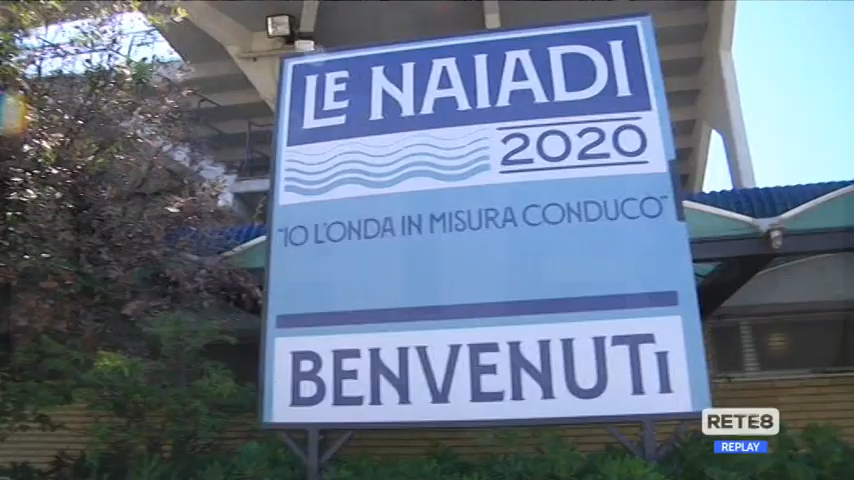 LE NAIADI
2020
"IO L'ONDA IN MISURA CONDUCO"
BENVENUTI
RETE8
REPLAY